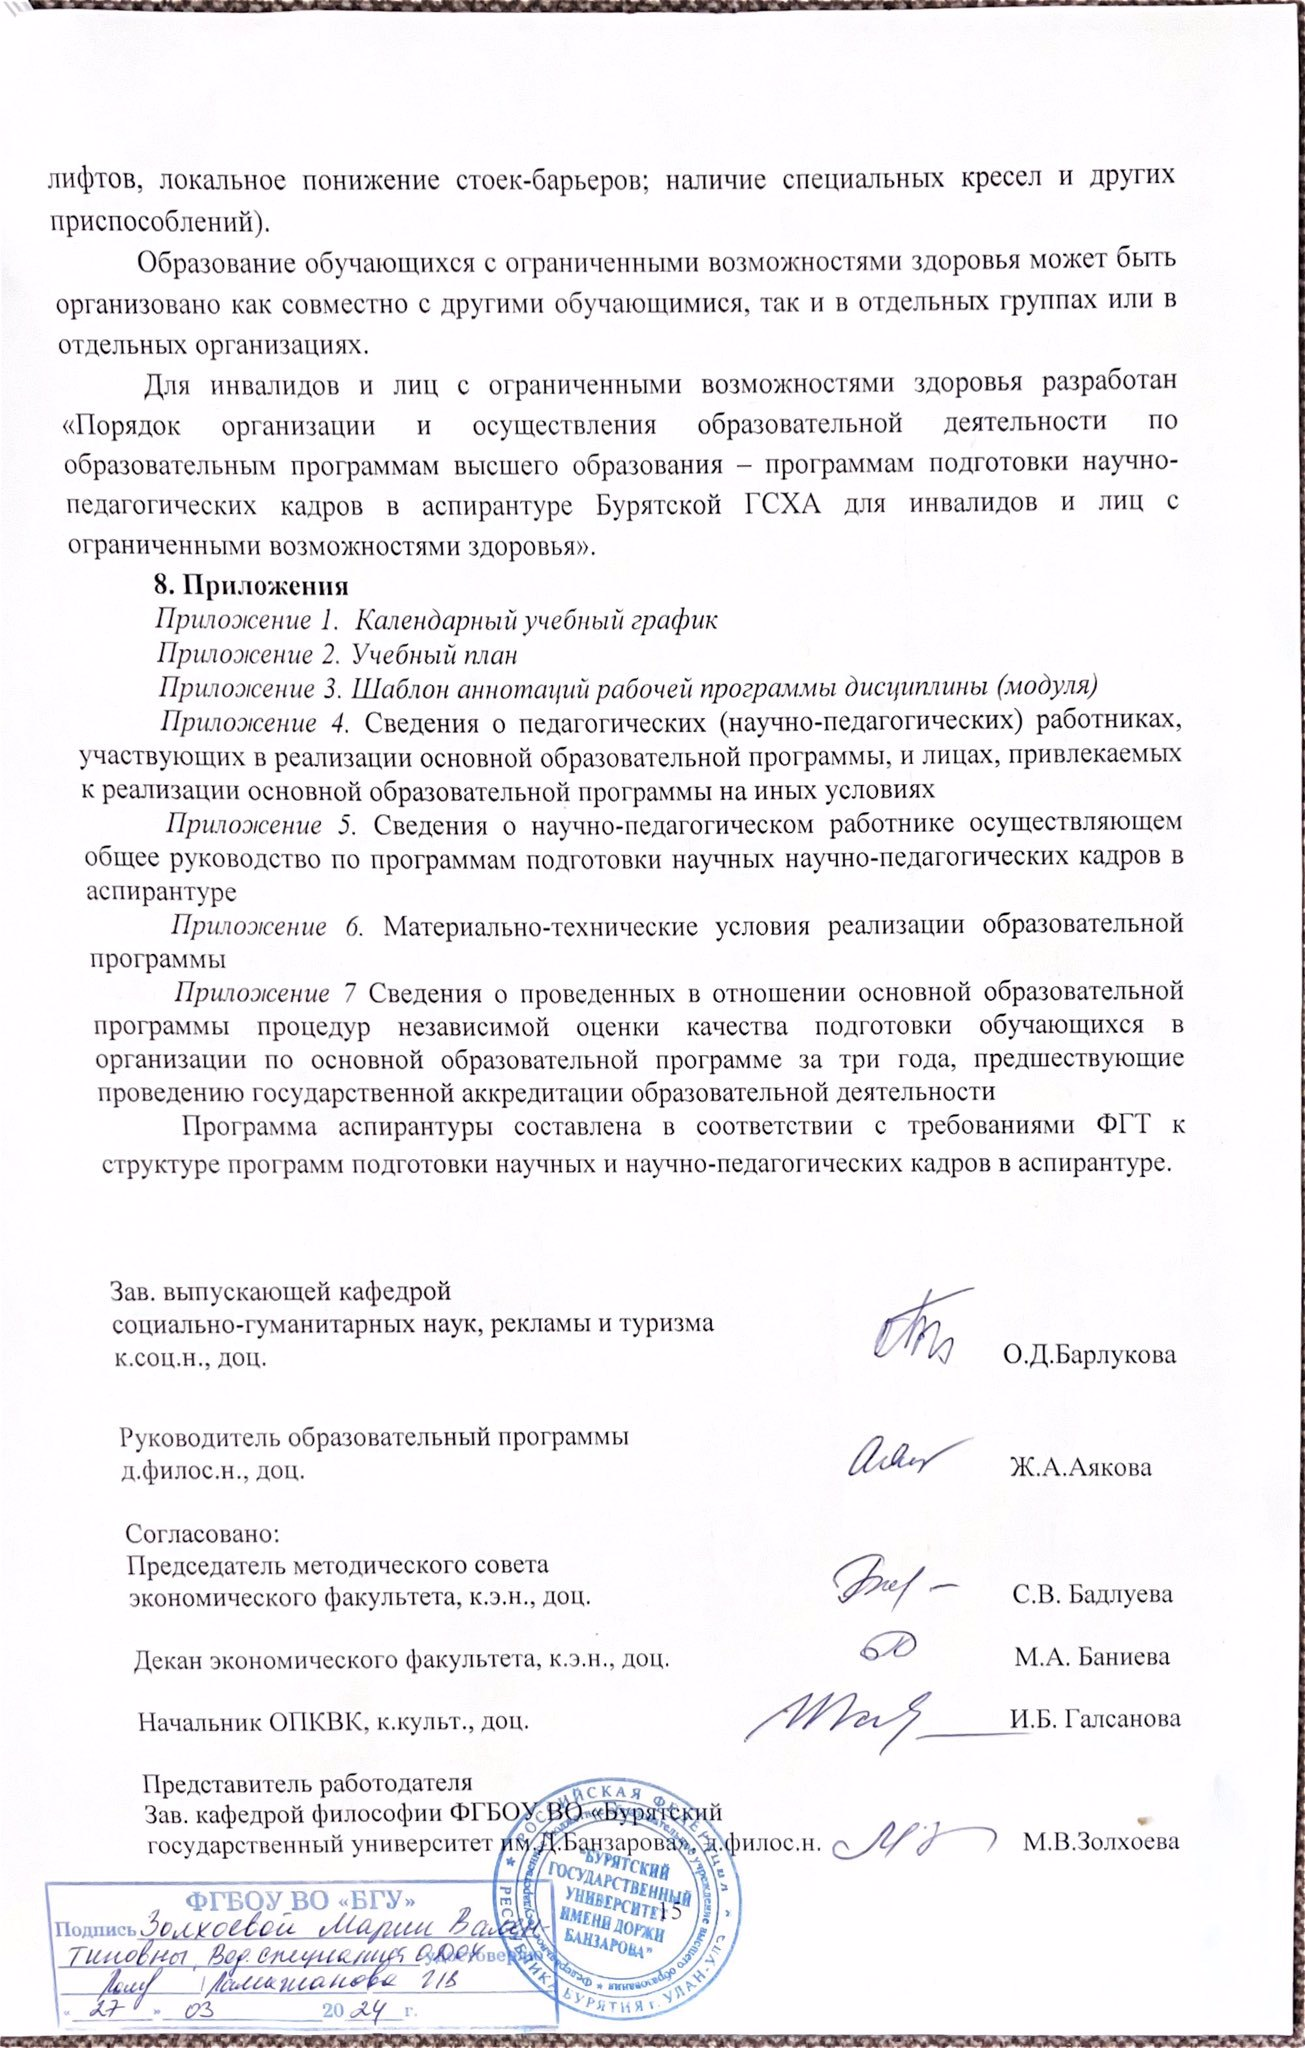 лифтов, локальное понижение стоек-барьеров; наличие специальных кресел и других
приспособлений).
Образование обучающихся с ограниченными возможностями здоровья может быть
организовано как совместно с другими обучающимися, так и в отдельных группах или в
отдельных организациях.
Для инвалидов и лиц с ограниченными возможностями здоровья разработан
«Порядок организации и осуществления образовательной деятельности по
образовательным программам высшего образования – программам подготовки научно-
педагогических кадров в аспирантуре Бурятской ГСХА для инвалидов и лиц с
ограниченными возможностями здоровья».
8. Приложения
Приложение 1. Календарный учебный график
Приложение 2. Учебный план
Приложение 3. Шаблон аннотаций рабочей программы дисциплины (модуля)
Приложение 4. Сведения о педагогических (научно-педагогических) работниках,
участвующих в реализации основной образовательной программы, и лицах, привлекаемых
к реализации основной образовательной программы на иных условиях
Приложение 5. Сведения о научно-педагогическом работнике осуществляющем
общее руководство по программам подготовки научных научно-педагогических кадров в
аспирантуре
Приложение 6. Материально-технические условия реализации образовательной
программы
Приложение 7 Сведения о проведенных в отношении основной образовательной
программы процедур независимой оценки качества подготовки обучающихся в
организации по основной образовательной программе за три года, предшествующие
проведению государственной аккредитации образовательной деятельности
Программа аспирантуры составлена в соответствии с требованиями ФГТ к
структуре программ подготовки научных и научно-педагогических кадров в аспирантуре.
Зав. выпускающей кафедрой
социально-гуманитарных наук, рекламы и туризма
к.соц.н., доц. О.Д.Барлукова
Руководитель образовательный программы
д.филос.н., доц. Ж.А.Аякова
Согласовано:
Председатель методического совета
экономического факультета, к.э.н., доц. С.В. Бадлуева
Декан экономического факультета, к.э.н., доц. М.А. Баниева
Начальник ОПКВК, к.культ., доц. И.Б. Галсанова
Представитель работодателя
Зав. кафедрой философии ФГБОУ ВО «Бурятский
государственный университет им.Д.Банзарова» д.филос.н. М.В.Золхоева
15
РОССИЙСКАЯ ФЕДЕРАЦИЯ
РЕСПУБЛИКА БУРЯТИЯ г. УЛАН-УДЭ
"БУРЯТСКИЙ
ГОСУДАРСТВЕННЫЙ
УНИВЕРСИТЕТ
ИМЕНИ ДОРЖИ
БАНЗАРОВА"
ФГБОУ ВО «БГУ»
Подпись Золхоевой Марии Вален-
тиновны, Вед. специалист удостоверяю
« 27 » 03 2024 г.